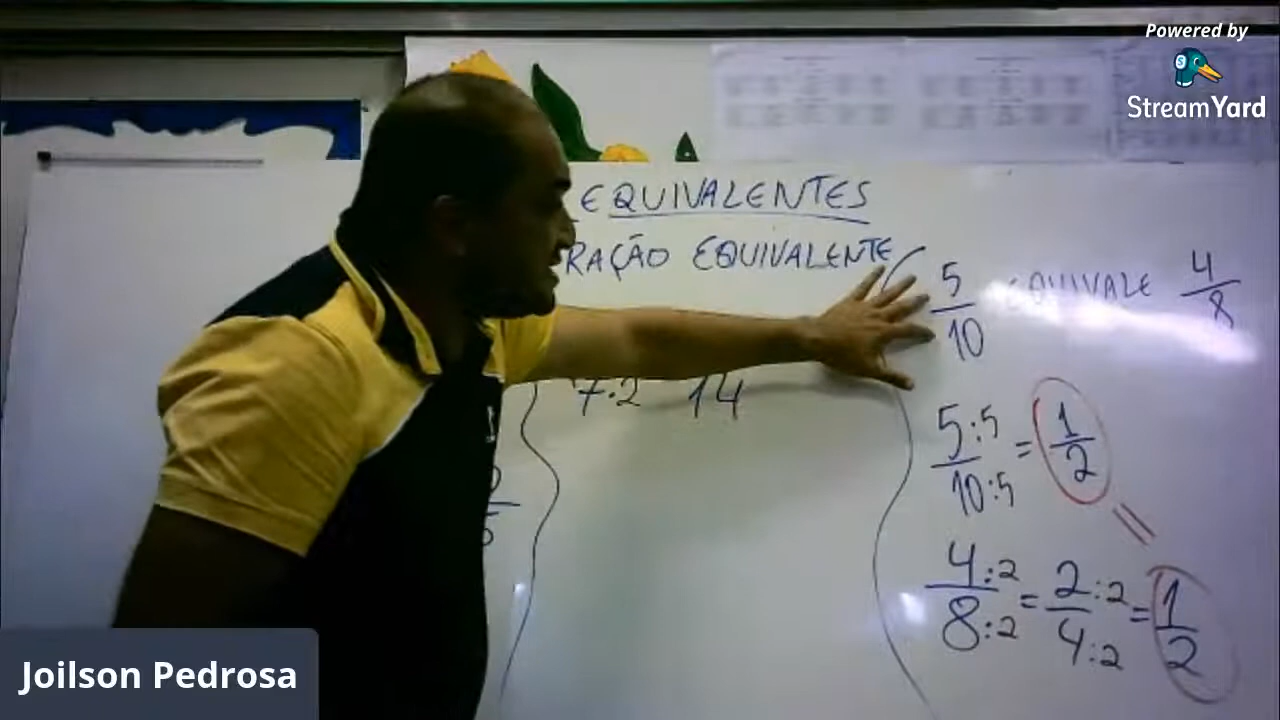 Powered by
StreamYard
EQUIVALENTES
RAÇÃO EQUIVALENTE
5/10 EQUIVALE 4/8
7·2 14
5:5/10:5 = 1/2
=
4:2/8:2 = 2:2/4:2 = 1/2
Joilson Pedrosa